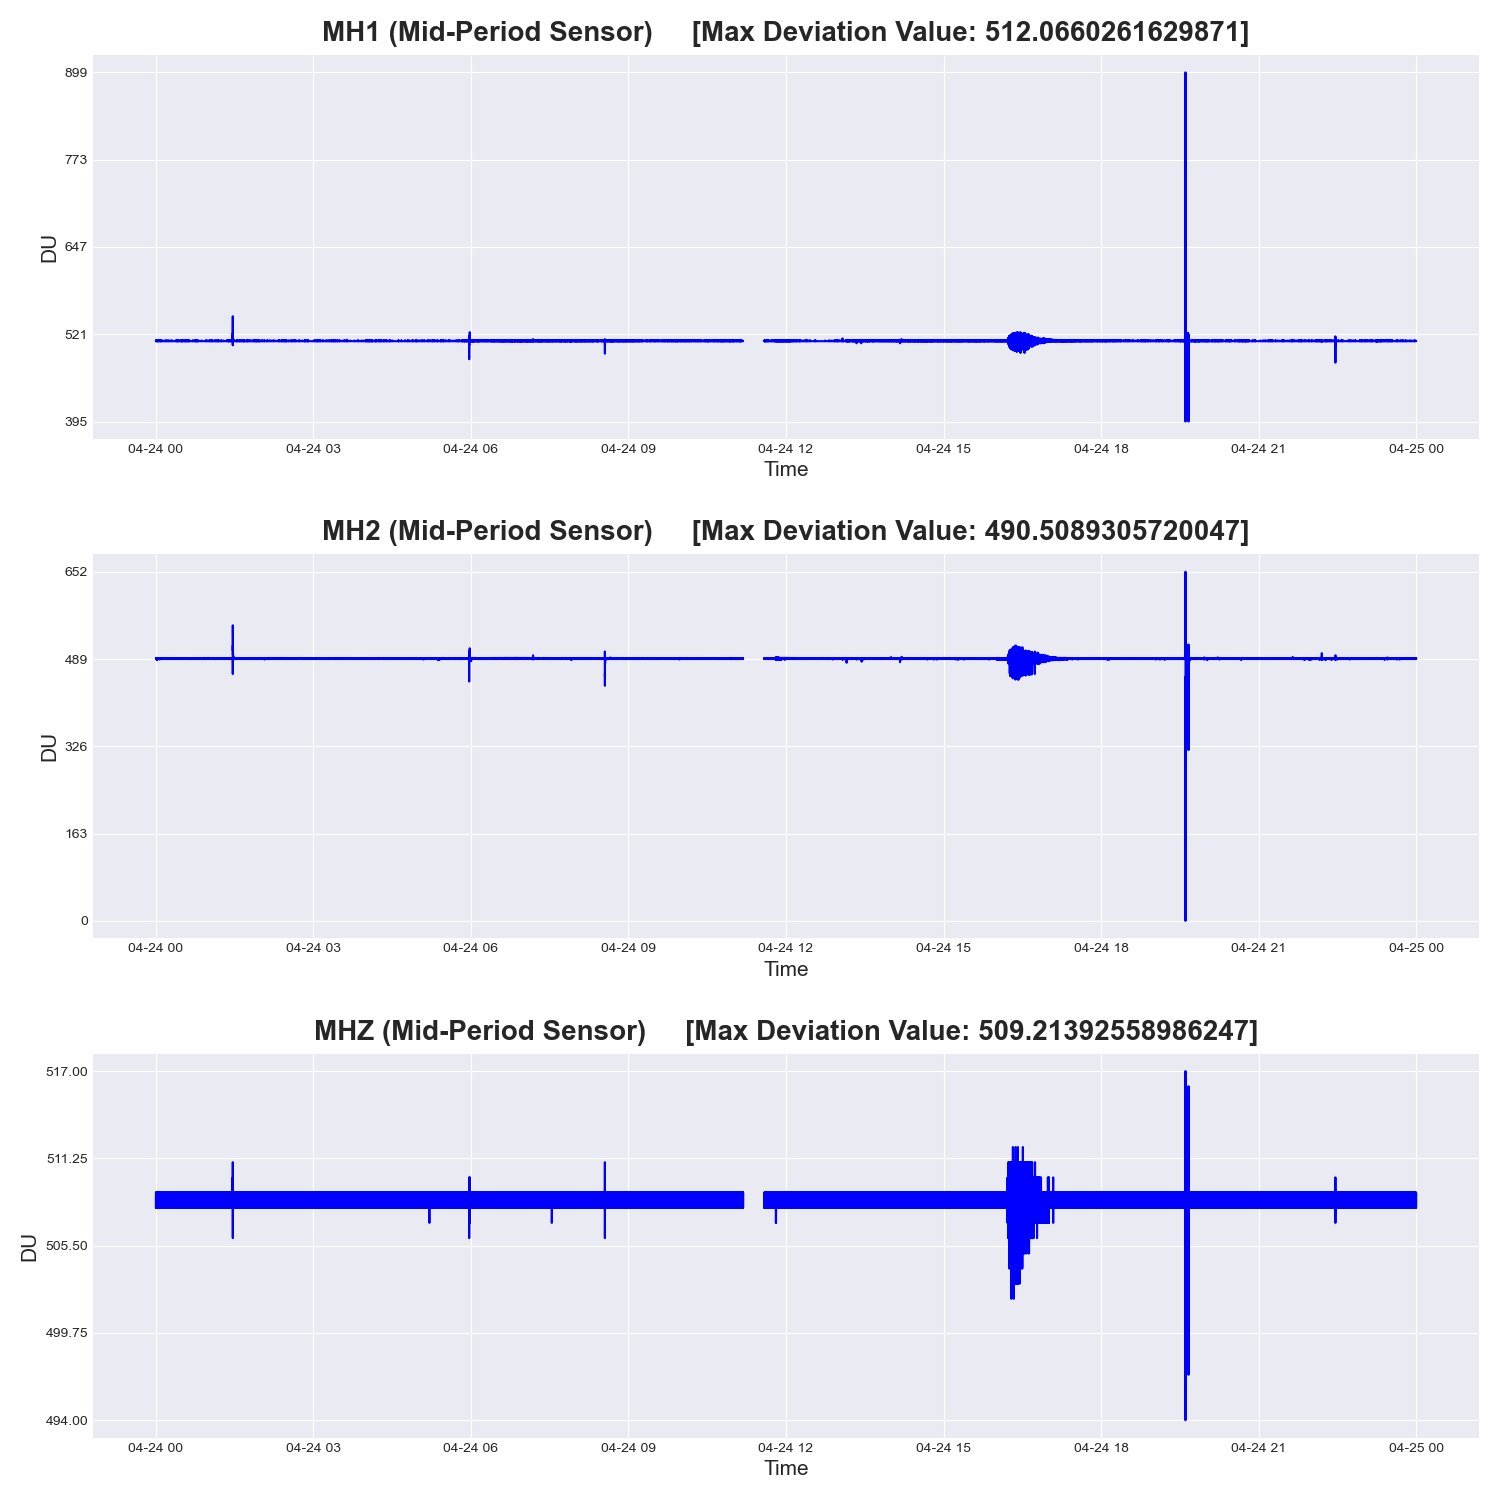 MH1 (Mid-Period Sensor) [Max Deviation Value: 512.0660261629871]
899
773
647
521
395
DU
04-24 00 04-24 03 04-24 06 04-24 09 04-24 12 04-24 15 04-24 18 04-24 21 04-25 00
Time
MH2 (Mid-Period Sensor) [Max Deviation Value: 490.5089305720047]
652
489
326
163
0
DU
04-24 00 04-24 03 04-24 06 04-24 09 04-24 12 04-24 15 04-24 18 04-24 21 04-25 00
Time
MHZ (Mid-Period Sensor) [Max Deviation Value: 509.21392558986247]
517.00
511.25
505.50
499.75
494.00
DU
04-24 00 04-24 03 04-24 06 04-24 09 04-24 12 04-24 15 04-24 18 04-24 21 04-25 00
Time